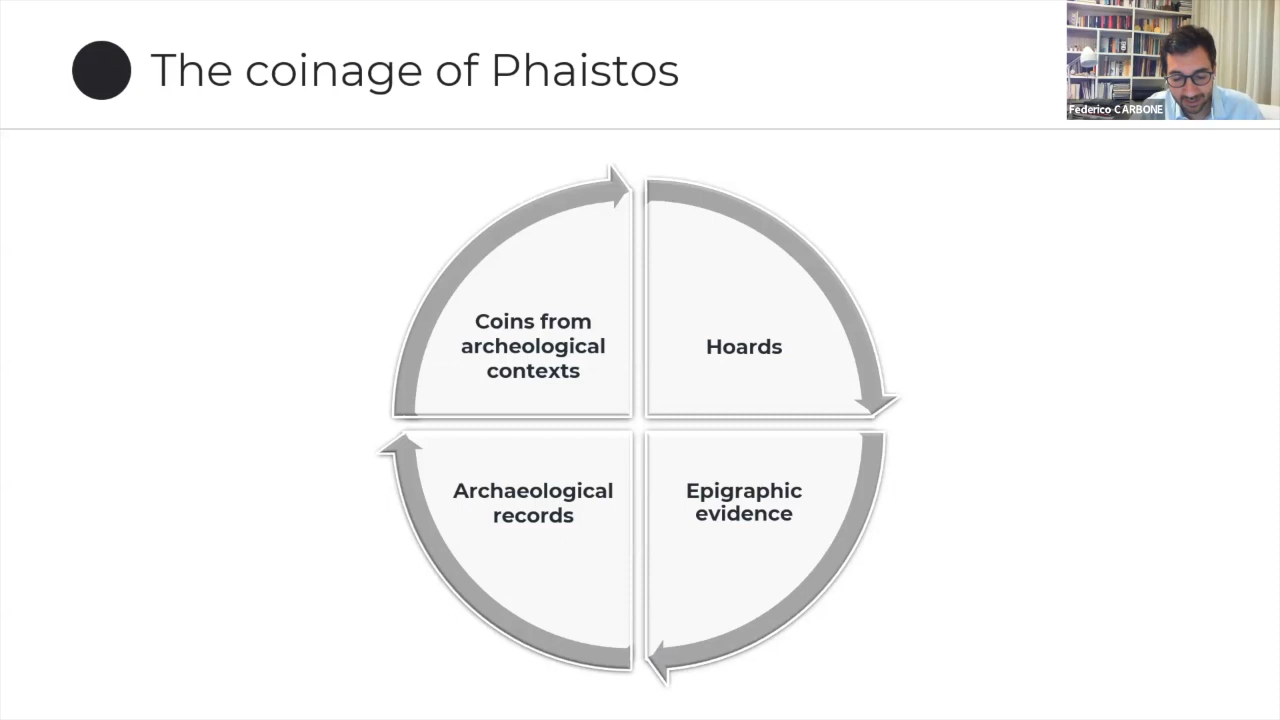 The coinage of Phaistos
Federico CARBONE
Coins from
archeological
contexts
Hoards
Archaeological
records
Epigraphic
evidence